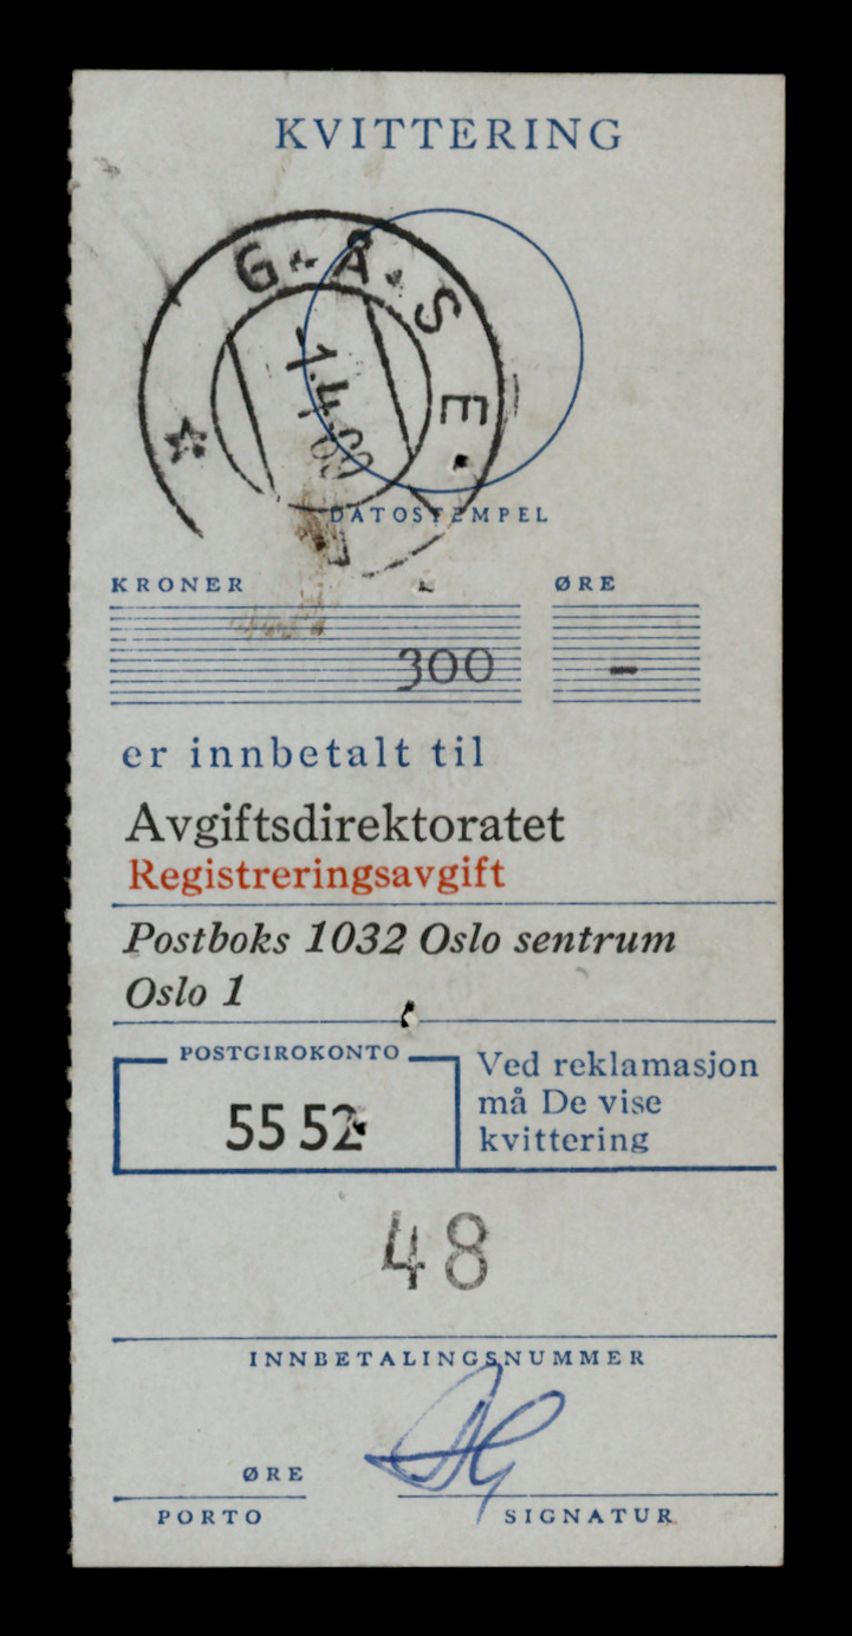 KVITTERING
GÅSE
1.4.69
DATOSTEMPEL
KRONER ØRE
300 -
er innbetalt til
Avgiftsdirektoratet
Registreringsavgift
Postboks 1032 Oslo sentrum
Oslo 1
POSTGIROKONTO
55 52
Ved reklamasjon
må De vise
kvittering
48
INNBETALINGSNUMMER
ØRE
PORTO SIGNATUR